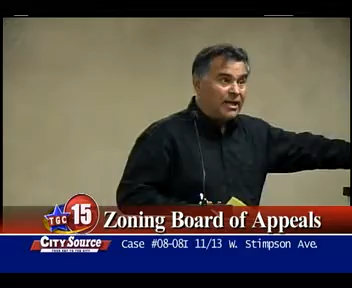 TGC 15
Zoning Board of Appeals
CITY SOURCE
Case #08-08I 11/13 W. Stimpson Ave.